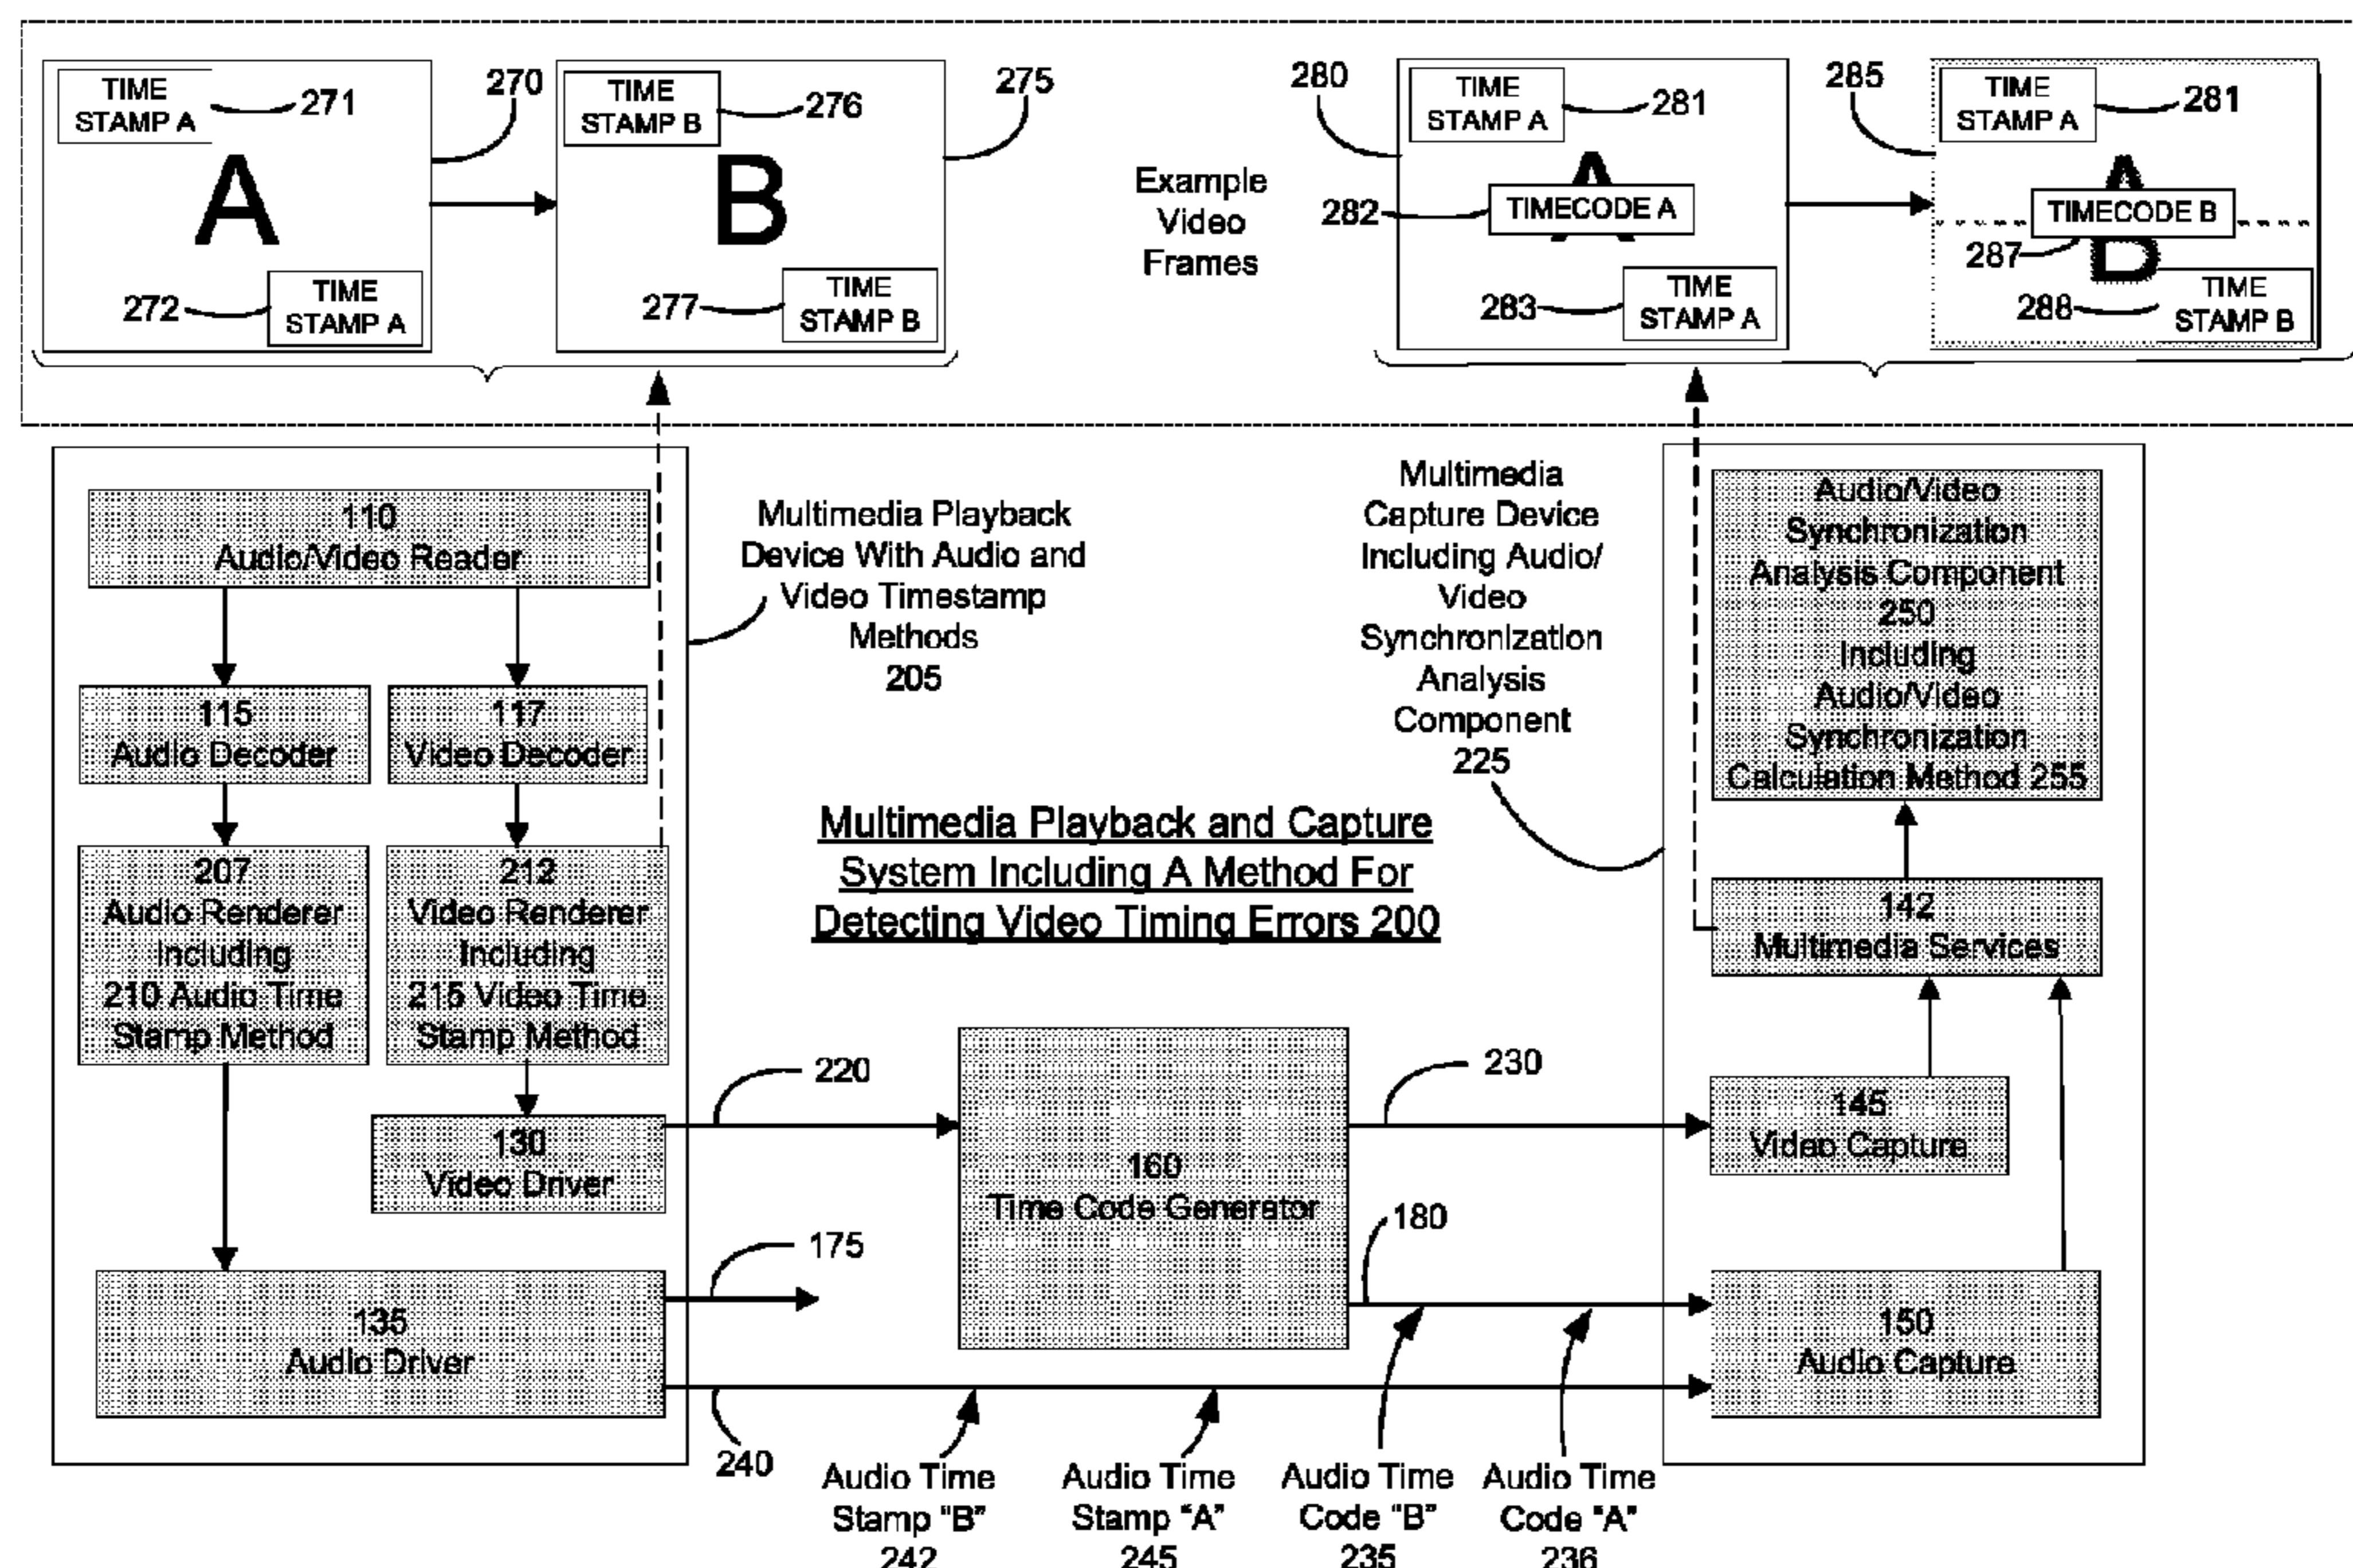 TIME
STAMP A
271
270
A
272
TIME
STAMP A
TIME
STAMP B
276
275
B
277
TIME
STAMP B
Example
Video
Frames
280
TIME
STAMP A
281
A
282
TIMECODE A
283
TIME
STAMP A
285
TIME
STAMP A
281
A
TIMECODE B
287
B
288
TIME
STAMP B
110
Audio/Video Reader
115
Audio Decoder
117
Video Decoder
207
Audio Renderer
Including
210 Audio Time
Stamp Method
212
Video Renderer
Including
215 Video Time
Stamp Method
130
Video Driver
135
Audio Driver
Multimedia Playback
Device With Audio and
Video Timestamp
Methods
205
Multimedia Playback and Capture
System Including A Method For
Detecting Video Timing Errors 200
220
175
240
160
Time Code Generator
230
180
Multimedia
Capture Device
Including Audio/
Video
Synchronization
Analysis
Component
225
Audio/Video
Synchronization
Analysis Component
250
Including
Audio/Video
Synchronization
Calculation Method 255
142
Multimedia Services
145
Video Capture
150
Audio Capture
Audio Time
Stamp "B"
242
Audio Time
Stamp "A"
245
Audio Time
Code "B"
235
Audio Time
Code "A"
236